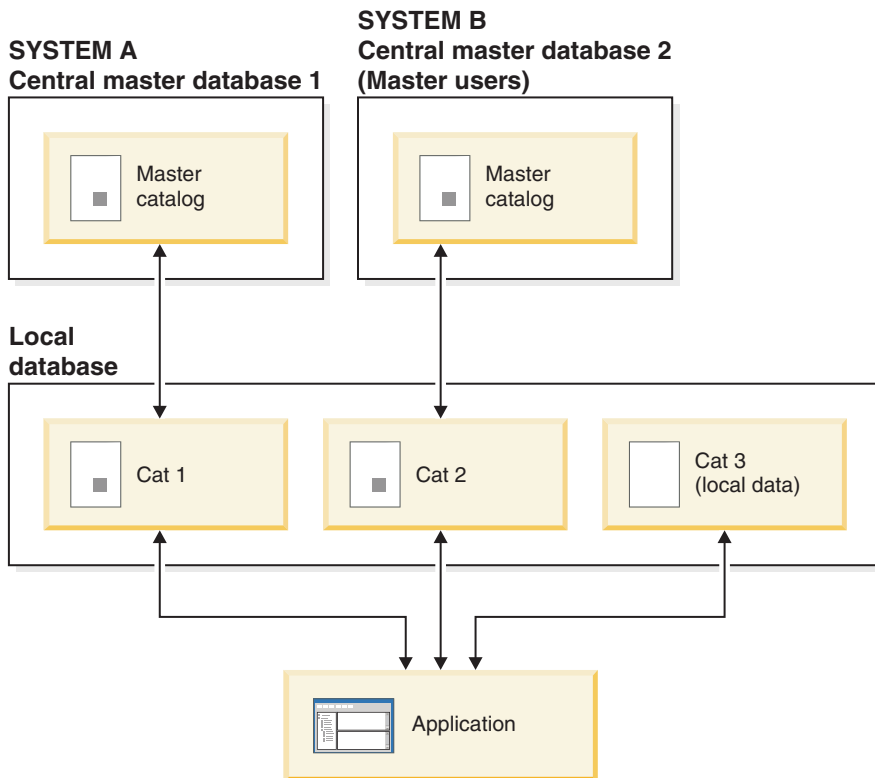 SYSTEM A
Central master database 1
SYSTEM B
Central master database 2
(Master users)
Master
catalog
Master
catalog
Local
database
Cat 1
Cat 2
Cat 3
(local data)
Application